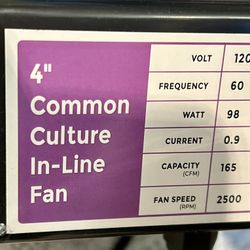 4"
Common
Culture
In-Line
Fan
VOLT 120
FREQUENCY 60
WATT 98
CURRENT 0.9
CAPACITY 165
(CFM)
FAN SPEED 2500
(RPM)